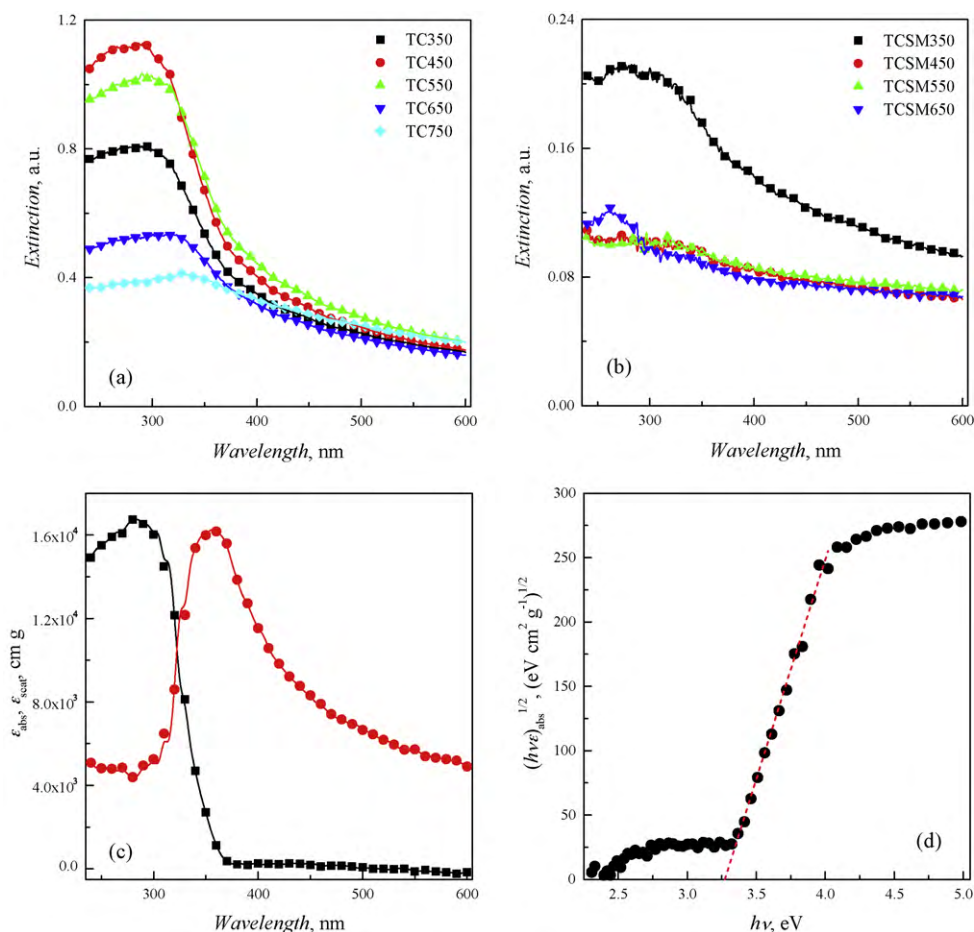 1.2
0.8
0.4
0.0
Extinction, a.u.
300 400 500 600
Wavelength, nm
TC350
TC450
TC550
TC650
TC750
(a)
0.24
0.16
0.08
0.00
Extinction, a.u.
300 400 500 600
Wavelength, nm
TCSM350
TCSM450
TCSM550
TCSM650
(b)
1.6x10⁴
1.2x10⁴
8.0x10³
4.0x10³
0.0
ε_abs, ε_scat, cm g
300 400 500 600
Wavelength, nm
(c)
300
250
200
150
100
50
0
(hνε)_abs^1/2, (eV cm² g⁻¹)^1/2
2.5 3.0 3.5 4.0 4.5 5.0
hν, eV
(d)